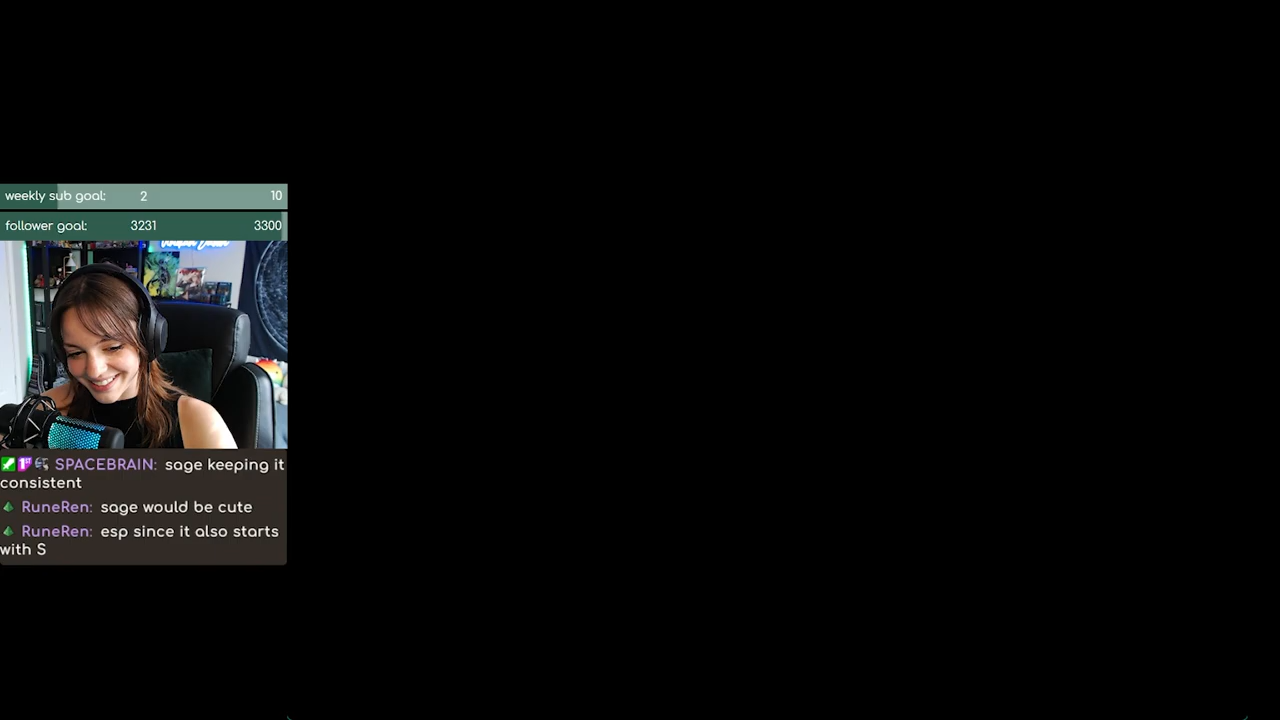 weekly sub goal: 2 10
follower goal: 3231 3300
SPACEBRAIN: sage keeping it
consistent
RuneRen: sage would be cute
RuneRen: esp since it also starts
with S